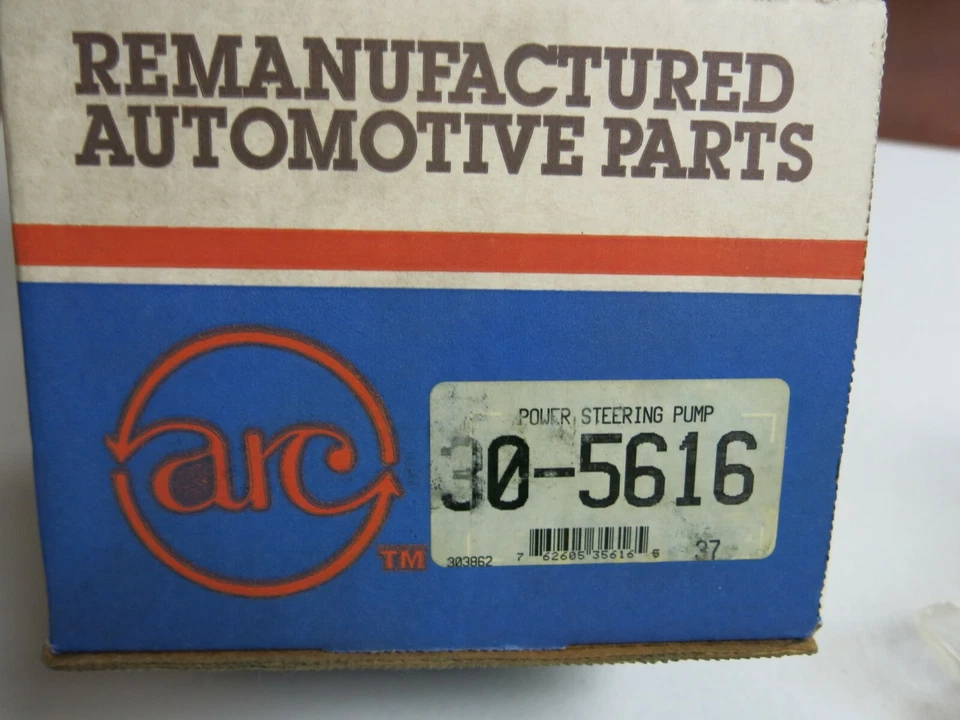 REMANUFACTURED
AUTOMOTIVE PARTS
arc
TM
POWER STEERING PUMP
30-5616
303862
7 62605 35616 6
37